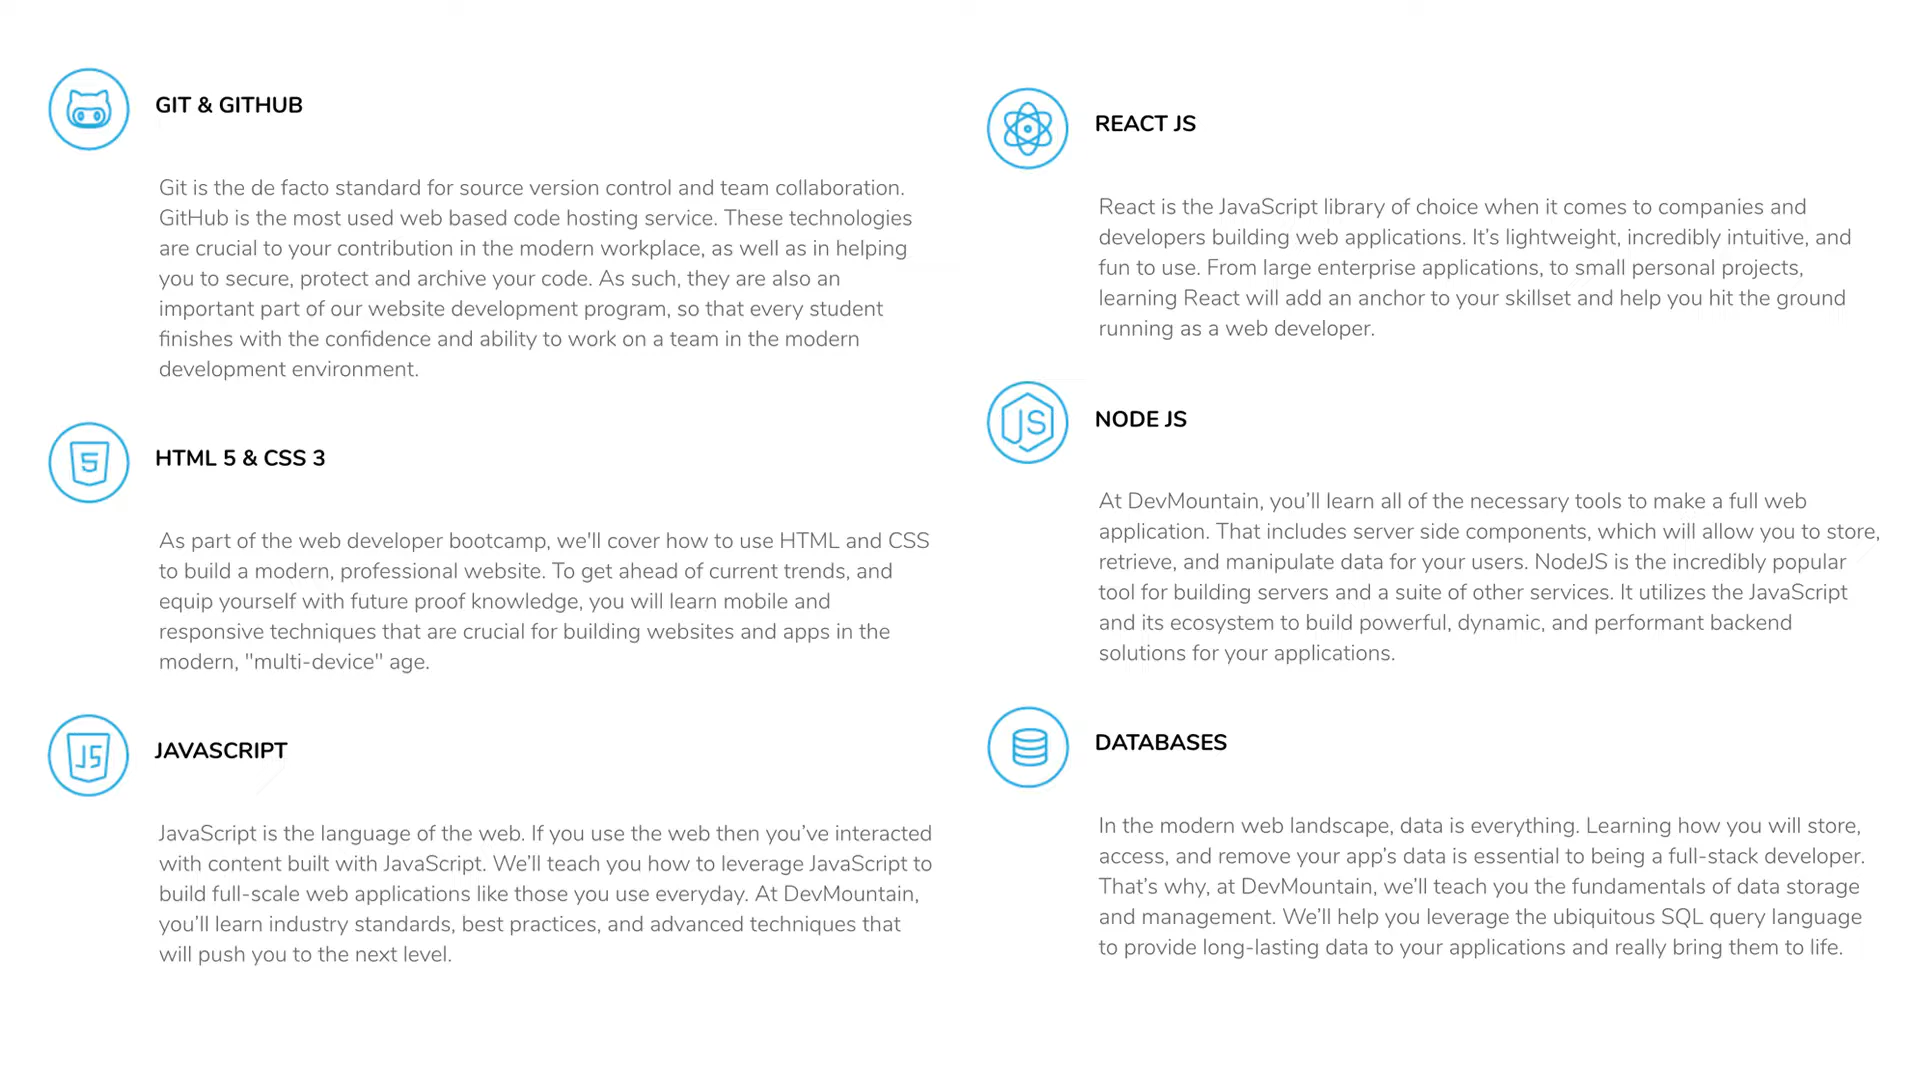 GIT & GITHUB
Git is the de facto standard for source version control and team collaboration.
GitHub is the most used web based code hosting service. These technologies
are crucial to your contribution in the modern workplace, as well as in helping
you to secure, protect and archive your code. As such, they are also an
important part of our website development program, so that every student
finishes with the confidence and ability to work on a team in the modern
development environment.
5
HTML 5 & CSS 3
As part of the web developer bootcamp, we'll cover how to use HTML and CSS
to build a modern, professional website. To get ahead of current trends, and
equip yourself with future proof knowledge, you will learn mobile and
responsive techniques that are crucial for building websites and apps in the
modern, "multi-device" age.
JS
JAVASCRIPT
JavaScript is the language of the web. If you use the web then you’ve interacted
with content built with JavaScript. We’ll teach you how to leverage JavaScript to
build full-scale web applications like those you use everyday. At DevMountain,
you’ll learn industry standards, best practices, and advanced techniques that
will push you to the next level.
REACT JS
React is the JavaScript library of choice when it comes to companies and
developers building web applications. It’s lightweight, incredibly intuitive, and
fun to use. From large enterprise applications, to small personal projects,
learning React will add an anchor to your skillset and help you hit the ground
running as a web developer.
JS
NODE JS
At DevMountain, you’ll learn all of the necessary tools to make a full web
application. That includes server side components, which will allow you to store,
retrieve, and manipulate data for your users. NodeJS is the incredibly popular
tool for building servers and a suite of other services. It utilizes the JavaScript
and its ecosystem to build powerful, dynamic, and performant backend
solutions for your applications.
DATABASES
In the modern web landscape, data is everything. Learning how you will store,
access, and remove your app’s data is essential to being a full-stack developer.
That’s why, at DevMountain, we’ll teach you the fundamentals of data storage
and management. We’ll help you leverage the ubiquitous SQL query language
to provide long-lasting data to your applications and really bring them to life.